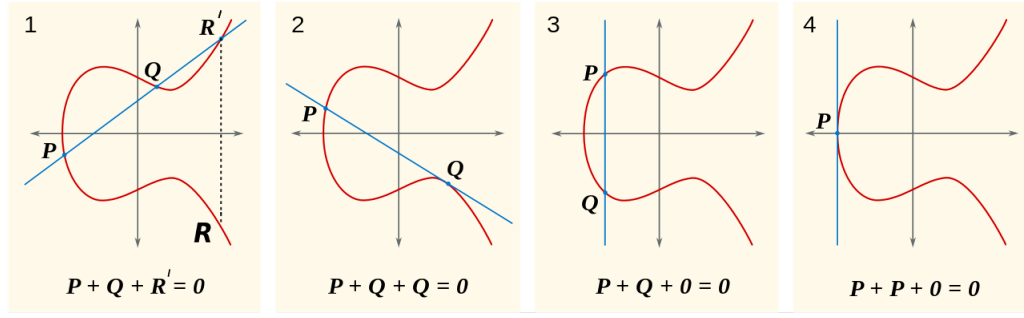 1
R′
Q
P
R
P + Q + R′ = 0
2
P
Q
P + Q + Q = 0
3
P
Q
P + Q + 0 = 0
4
P
P + P + 0 = 0